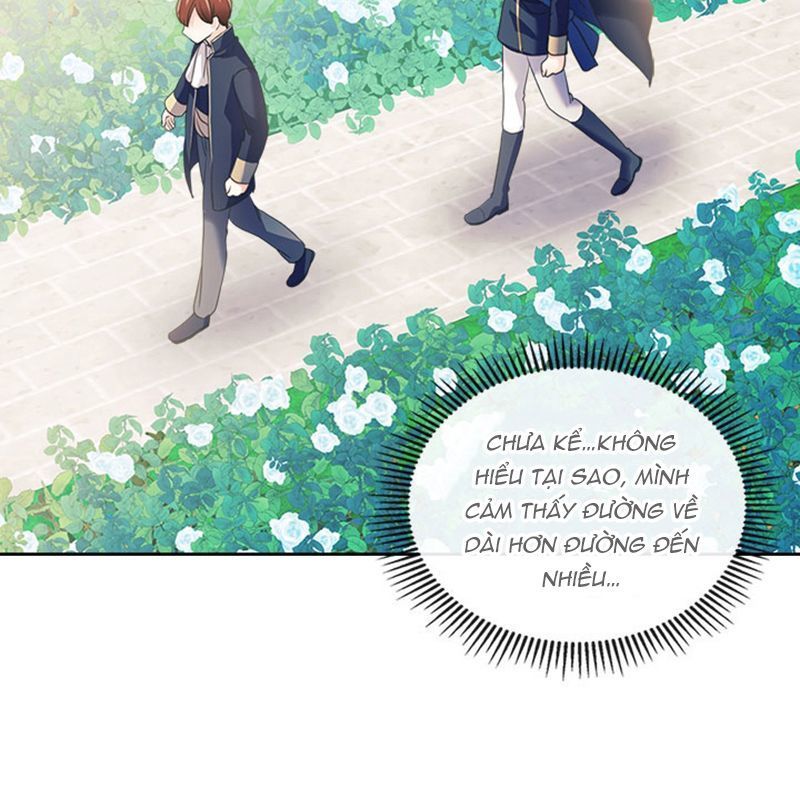 CHƯA KỂ...KHÔNG
HIỂU TẠI SAO, MÌNH
CẢM THẤY ĐƯỜNG VỀ
DÀI HƠN ĐƯỜNG ĐẾN
NHIỀU...